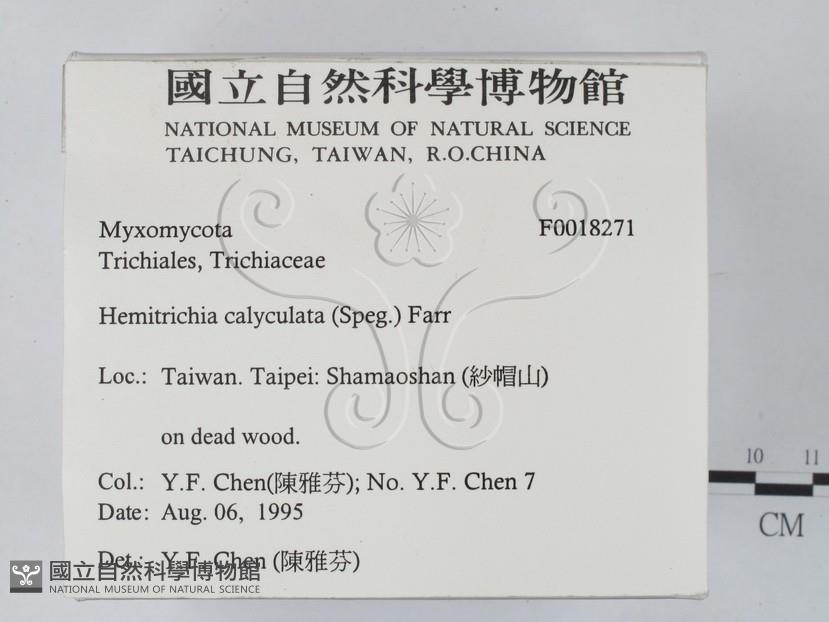 國立自然科學博物館
NATIONAL MUSEUM OF NATURAL SCIENCE
TAICHUNG, TAIWAN, R.O.CHINA
Myxomycota F0018271
Trichiales, Trichiaceae
Hemitrichia calyculata (Speg.) Farr
Loc.: Taiwan. Taipei: Shamaoshan (紗帽山)
on dead wood.
Col.: Y.F. Chen(陳雅芬); No. Y.F. Chen 7
Date: Aug. 06, 1995
Det.: Y.F. Chen (陳雅芬)
國立自然科學博物館
NATIONAL MUSEUM OF NATURAL SCIENCE
10 11
CM